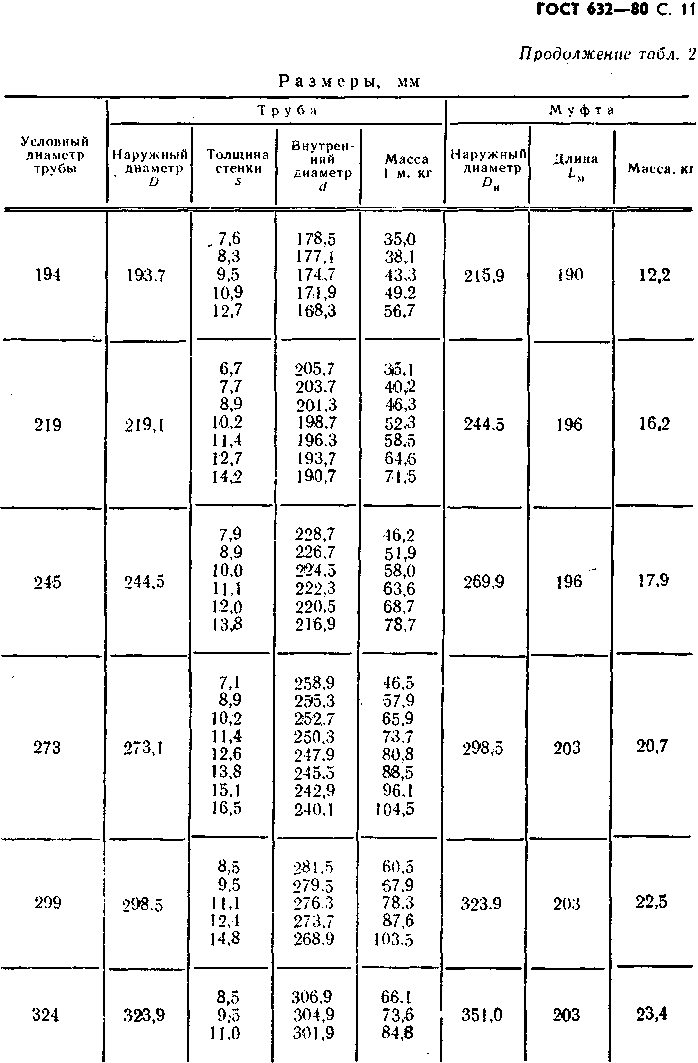 ГОСТ 632—80 С. 11
Продолжение табл. 2
Размеры, мм
Условный диаметр трубы
Труба
Муфта
Наружный диаметр D
Толщина стенки s
Внутренний диаметр d
Масса 1 м, кг
Наружный диаметр Dм
Длина Lм
Масса, кг
194 193.7 7,6 178,5 35,0 215,9 190 12,2
8,3 177,1 38,1
9,5 174,7 43.3
10,9 171,9 49.2
12,7 168,3 56,7
219 219,1 6,7 205,7 35,1 244.5 196 16,2
7,7 203.7 40,2
8,9 201,3 46,3
10,2 198.7 52,3
11,4 196.3 58,5
12,7 193,7 64,6
14,2 190,7 71,5
245 244,5 7,9 228,7 46,2 269,9 196 17,9
8,9 226,7 51,9
10,0 224,5 58,0
11,1 222,3 63,6
12,0 220,5 68,7
13,8 216,9 78,7
273 273,1 7,1 258,9 46,5 298,5 203 20,7
8,9 255,3 57,9
10,2 252,7 65,9
11,4 250,3 73,7
12,6 247,9 80,8
13,8 245,5 88,5
15,1 242,9 96,1
16,5 240,1 104,5
299 298.5 8,5 281,5 60,5 323.9 203 22,5
9,5 279,5 67,9
11,1 276,3 78,3
12,4 273,7 87,6
14,8 268,9 103,5
324 323,9 8,5 306,9 66,1 351,0 203 23,4
9,5 304,9 73,6
11,0 301,9 84,8